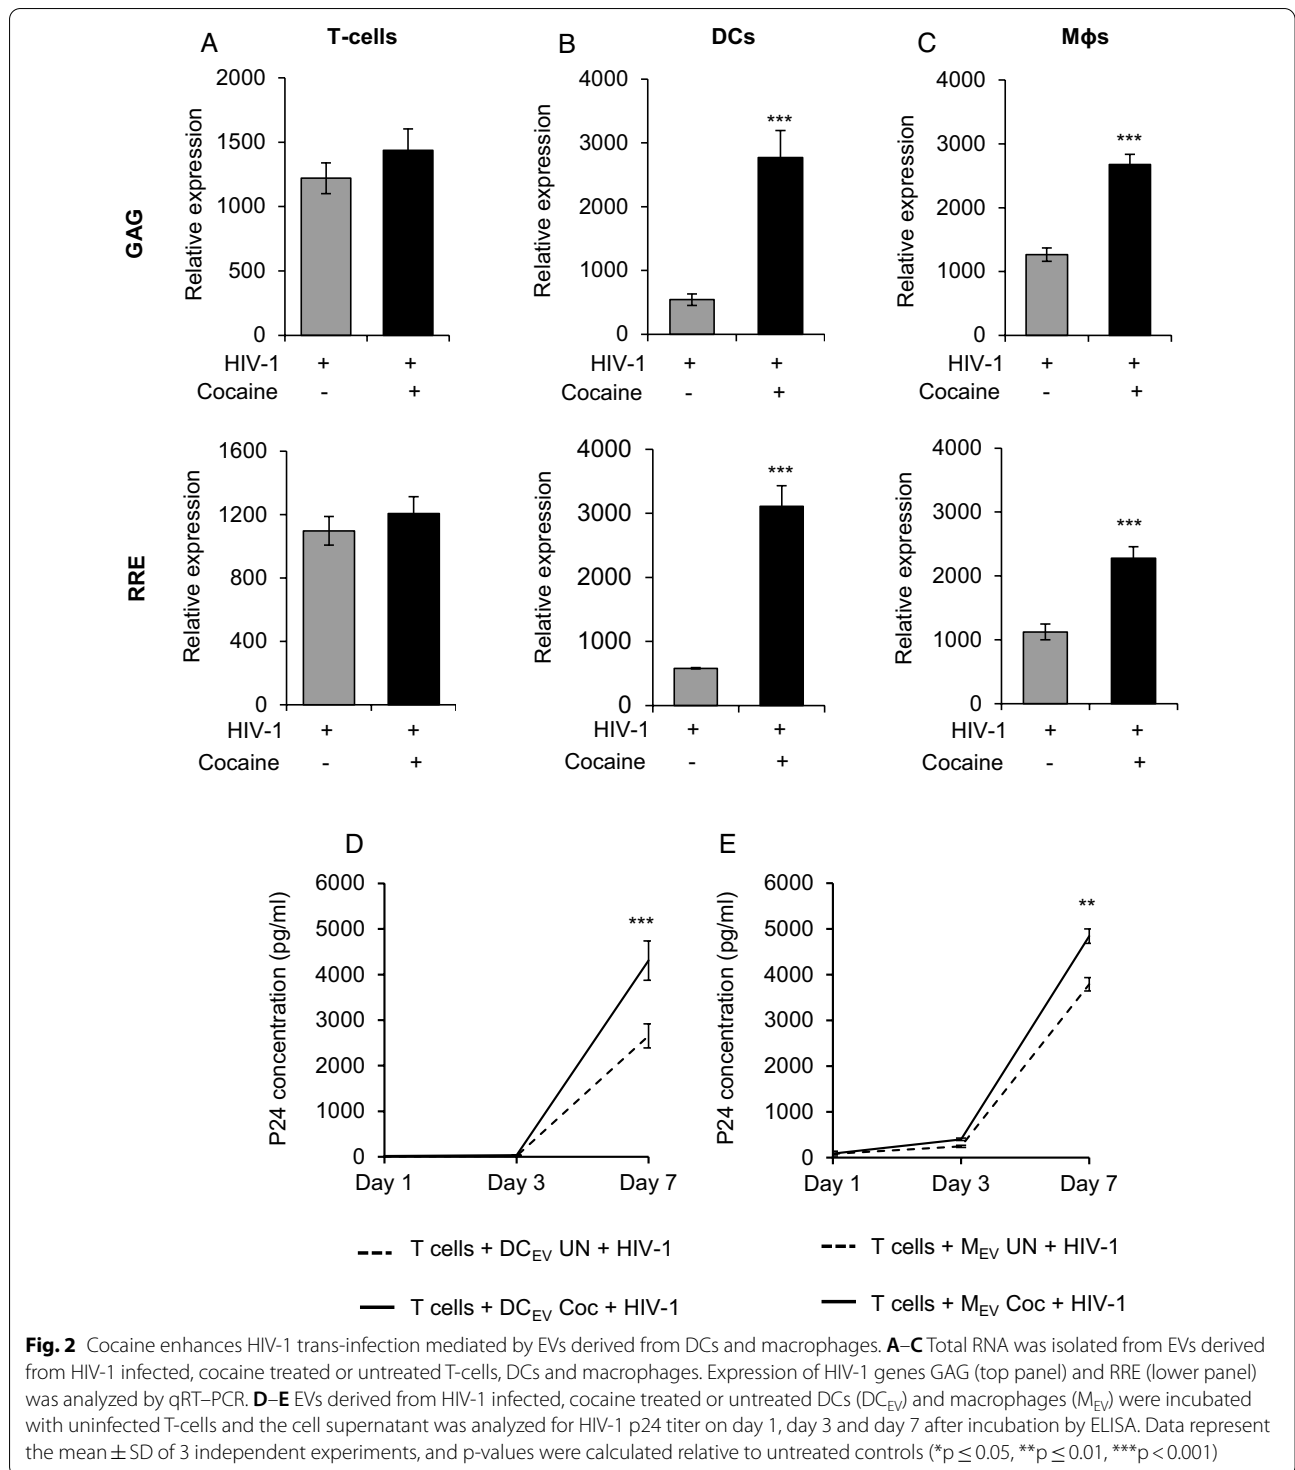 A T-cells B DCs C Mϕs
GAG
Relative expression
2000
1500
1000
500
0
HIV-1 + +
Cocaine - +
Relative expression
4000
3000
2000
1000
0
***
HIV-1 + +
Cocaine - +
Relative expression
4000
3000
2000
1000
0
***
HIV-1 + +
Cocaine - +
RRE
Relative expression
1600
1200
800
400
0
HIV-1 + +
Cocaine - +
Relative expression
4000
3000
2000
1000
0
***
HIV-1 + +
Cocaine - +
Relative expression
4000
3000
2000
1000
0
***
HIV-1 + +
Cocaine - +
D
P24 concentration (pg/ml)
6000
5000
4000
3000
2000
1000
0
***
Day 1 Day 3 Day 7
T cells + DCEV UN + HIV-1
T cells + DCEV Coc + HIV-1
E
P24 concentration (pg/ml)
6000
5000
4000
3000
2000
1000
0
**
Day 1 Day 3 Day 7
T cells + MEV UN + HIV-1
T cells + MEV Coc + HIV-1
Fig. 2 Cocaine enhances HIV-1 trans-infection mediated by EVs derived from DCs and macrophages. A–C Total RNA was isolated from EVs derived
from HIV-1 infected, cocaine treated or untreated T-cells, DCs and macrophages. Expression of HIV-1 genes GAG (top panel) and RRE (lower panel)
was analyzed by qRT–PCR. D–E EVs derived from HIV-1 infected, cocaine treated or untreated DCs (DCEV) and macrophages (MEV) were incubated
with uninfected T-cells and the cell supernatant was analyzed for HIV-1 p24 titer on day 1, day 3 and day 7 after incubation by ELISA. Data represent
the mean ± SD of 3 independent experiments, and p-values were calculated relative to untreated controls (*p ≤ 0.05, **p ≤ 0.01, ***p < 0.001)